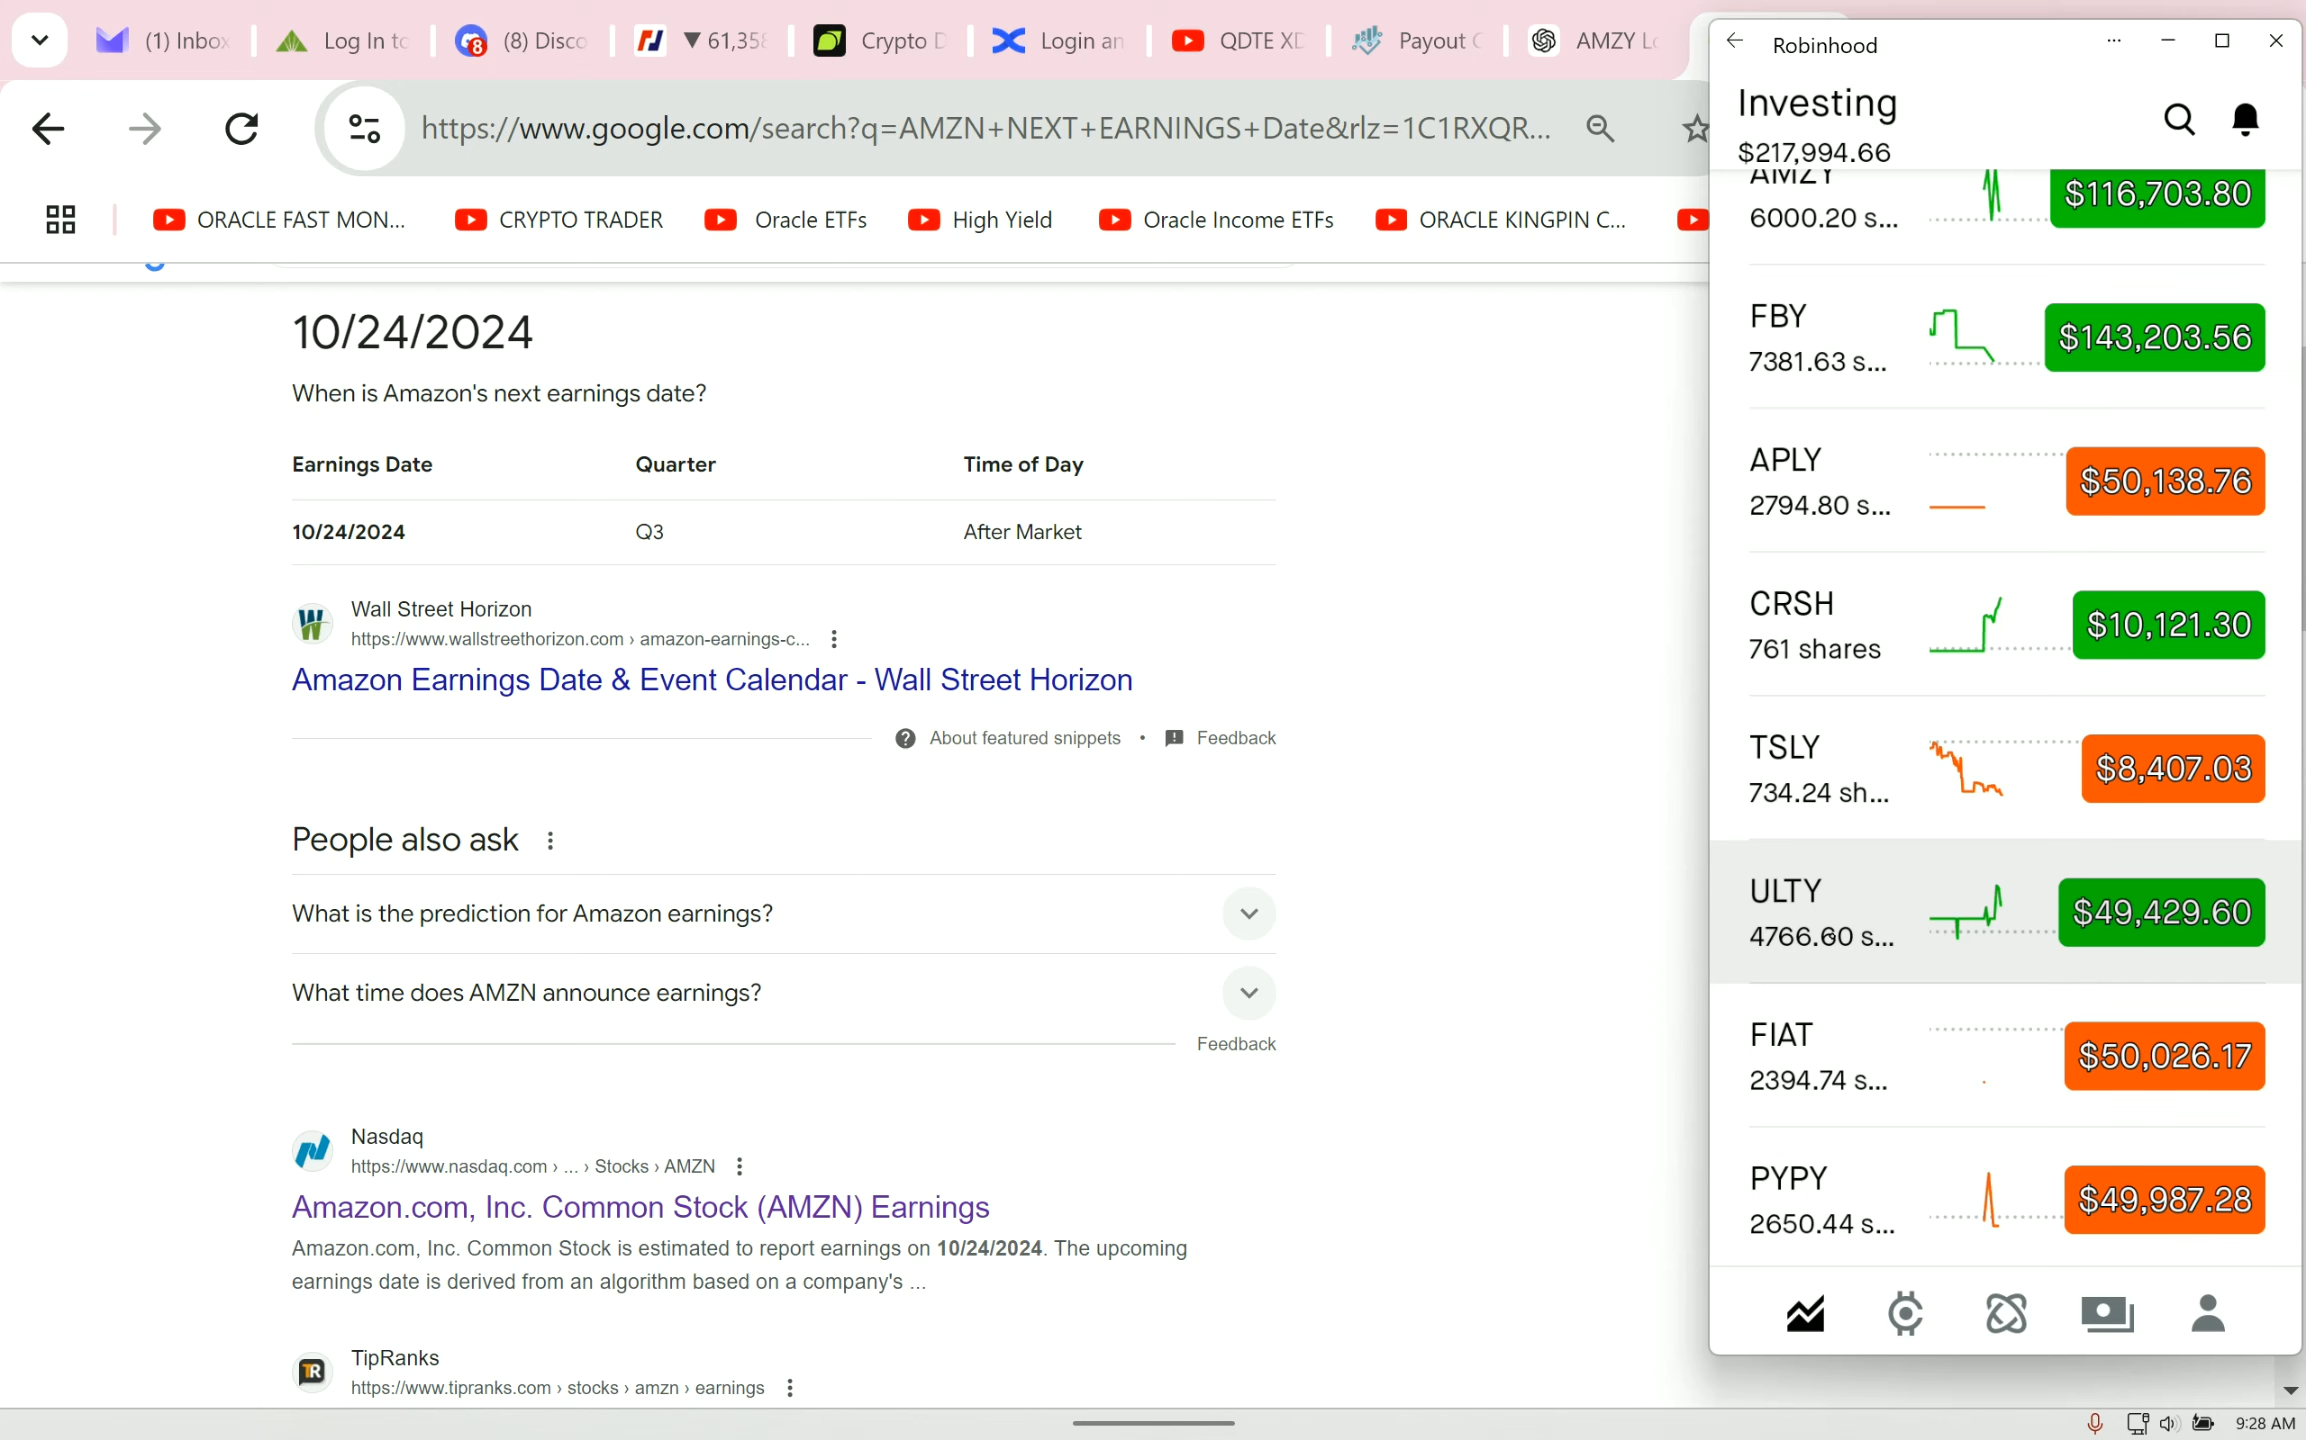 (1) Inbox
Log In to
(8) Disco
▼ 61,358
Crypto D
Login an
QDTE XD
Payout C
AMZY Lo
https://www.google.com/search?q=AMZN+NEXT+EARNINGS+Date&rlz=1C1RXQR...
ORACLE FAST MON...
CRYPTO TRADER
Oracle ETFs
High Yield
Oracle Income ETFs
ORACLE KINGPIN C...
10/24/2024
When is Amazon's next earnings date?
Earnings Date Quarter Time of Day
10/24/2024 Q3 After Market
Wall Street Horizon
https://www.wallstreethorizon.com › amazon-earnings-c...
Amazon Earnings Date & Event Calendar - Wall Street Horizon
About featured snippets • Feedback
People also ask
What is the prediction for Amazon earnings?
What time does AMZN announce earnings?
Feedback
Nasdaq
https://www.nasdaq.com › ... › Stocks › AMZN
Amazon.com, Inc. Common Stock (AMZN) Earnings
Amazon.com, Inc. Common Stock is estimated to report earnings on 10/24/2024. The upcoming
earnings date is derived from an algorithm based on a company's ...
TipRanks
https://www.tipranks.com › stocks › amzn › earnings
Robinhood
Investing
$217,994.66
AMZY
6000.20 s...
$116,703.80
FBY
7381.63 s...
$143,203.56
APLY
2794.80 s...
$50,138.76
CRSH
761 shares
$10,121.30
TSLY
734.24 sh...
$8,407.03
ULTY
4766.60 s...
$49,429.60
FIAT
2394.74 s...
$50,026.17
PYPY
2650.44 s...
$49,987.28
9:28 AM